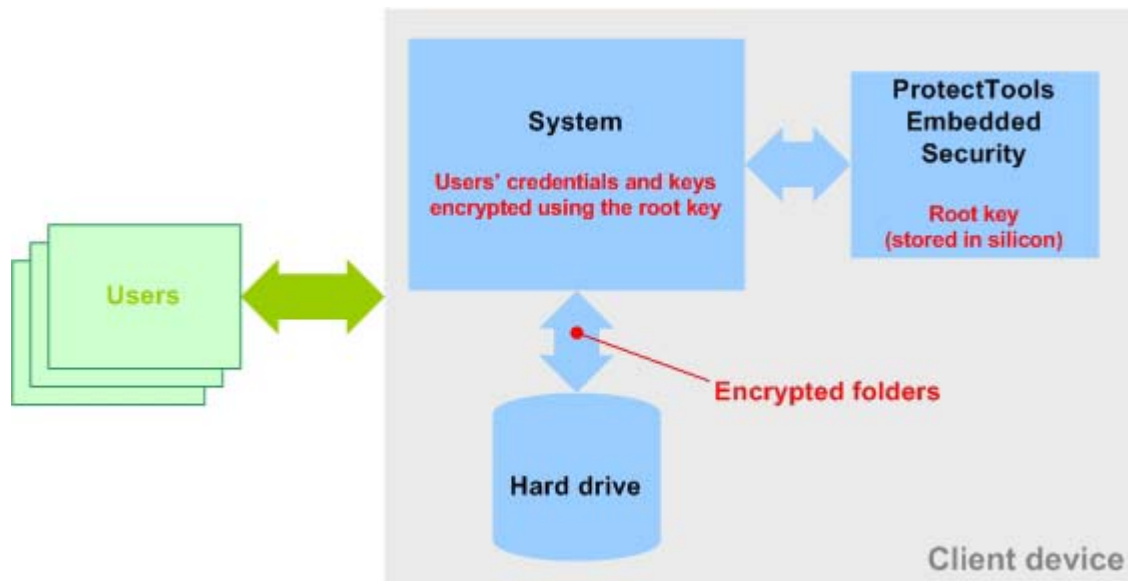 System
Users' credentials and keys
encrypted using the root key
ProtectTools
Embedded
Security
Root key
(stored in silicon)
Users
Encrypted folders
Hard drive
Client device